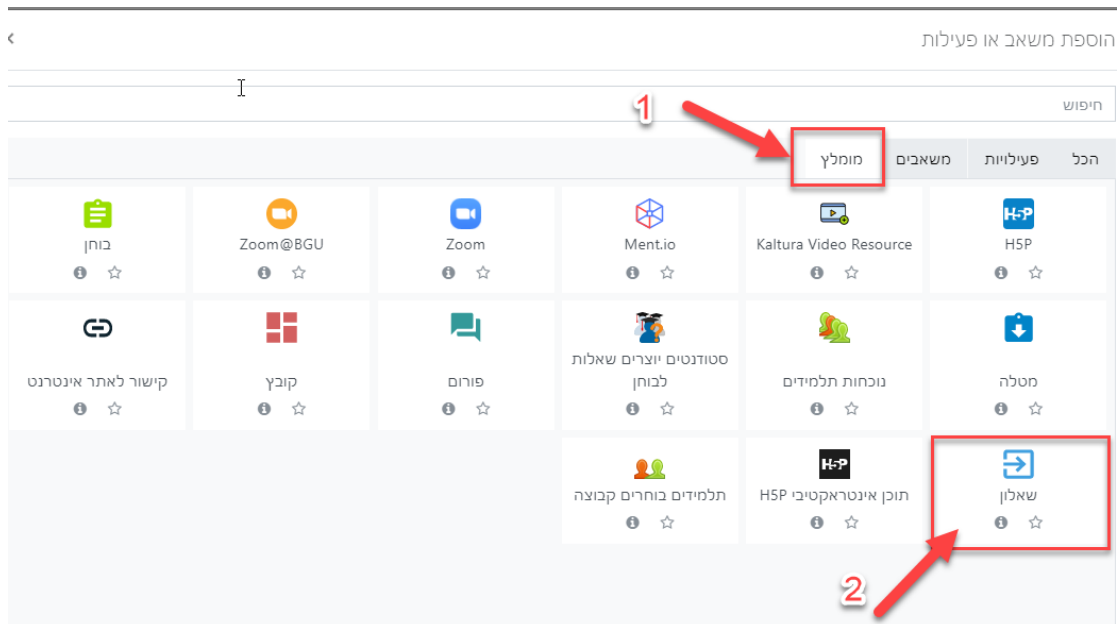 הוספת משאב או פעילות
חיפוש
1
הכל
פעילויות
משאבים
מומלץ
H5P
H5P
Kaltura Video Resource
Ment.io
Zoom
Zoom@BGU
בוחן
מטלה
נוכחות תלמידים
סטודנטים יוצרים שאלות
לבוחן
פורום
קובץ
קישור לאתר אינטרנט
שאלון
H5P
תוכן אינטראקטיבי H5P
תלמידים בוחרים קבוצה
2